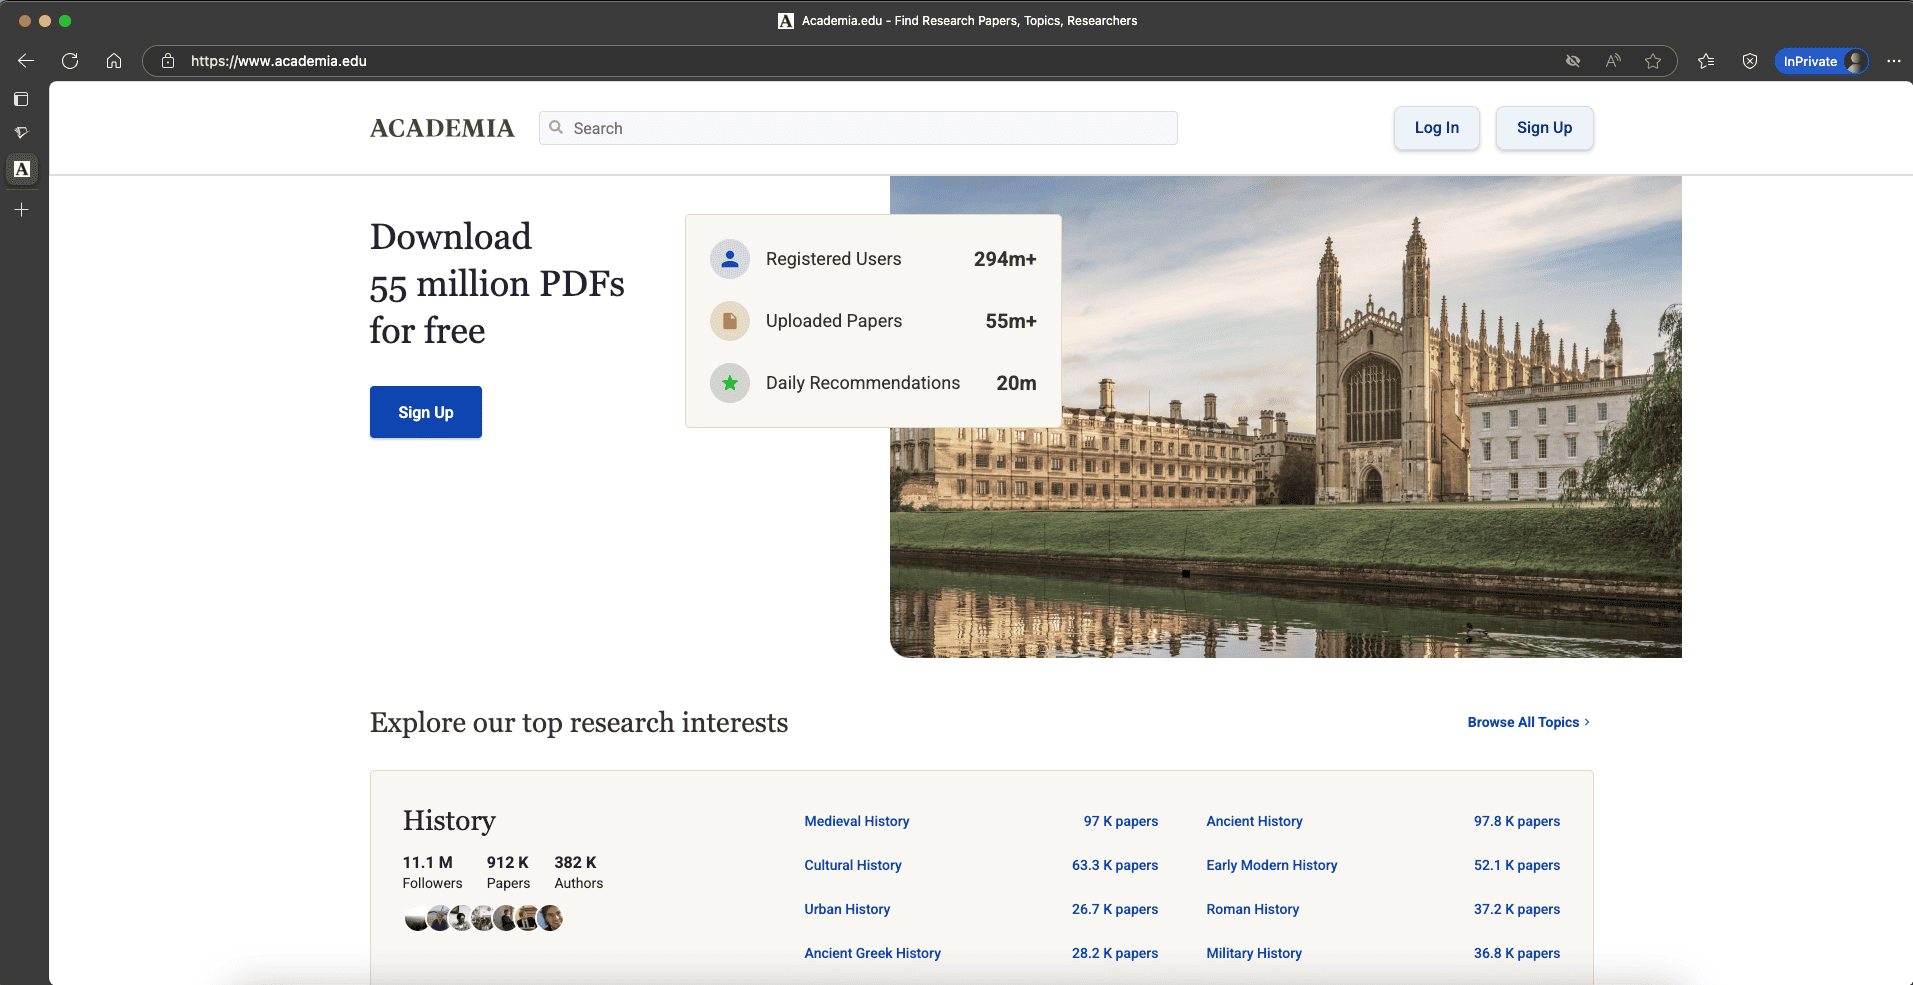 A Academia.edu - Find Research Papers, Topics, Researchers
https://www.academia.edu
InPrivate
A
ACADEMIA
Search
Log In
Sign Up
Download
55 million PDFs
for free
Sign Up
Registered Users 294m+
Uploaded Papers 55m+
Daily Recommendations 20m
Explore our top research interests
Browse All Topics
History
11.1 M 912 K 382 K
Followers Papers Authors
Medieval History 97 K papers
Cultural History 63.3 K papers
Urban History 26.7 K papers
Ancient Greek History 28.2 K papers
Ancient History 97.8 K papers
Early Modern History 52.1 K papers
Roman History 37.2 K papers
Military History 36.8 K papers